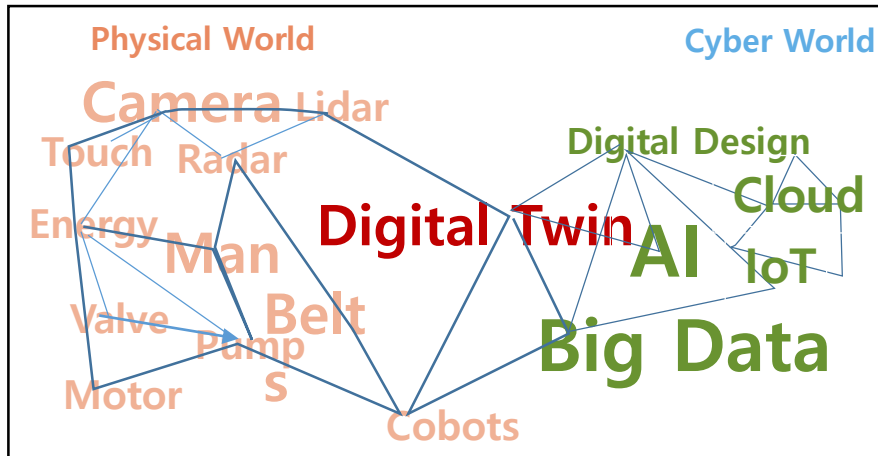 Physical World
Cyber World
Camera
Lidar
Touch
Radar
Digital Design
Cloud
Energy
Man
Digital Twin
AI
IoT
Valve
Belt
Pump
s
Big Data
Motor
Cobots